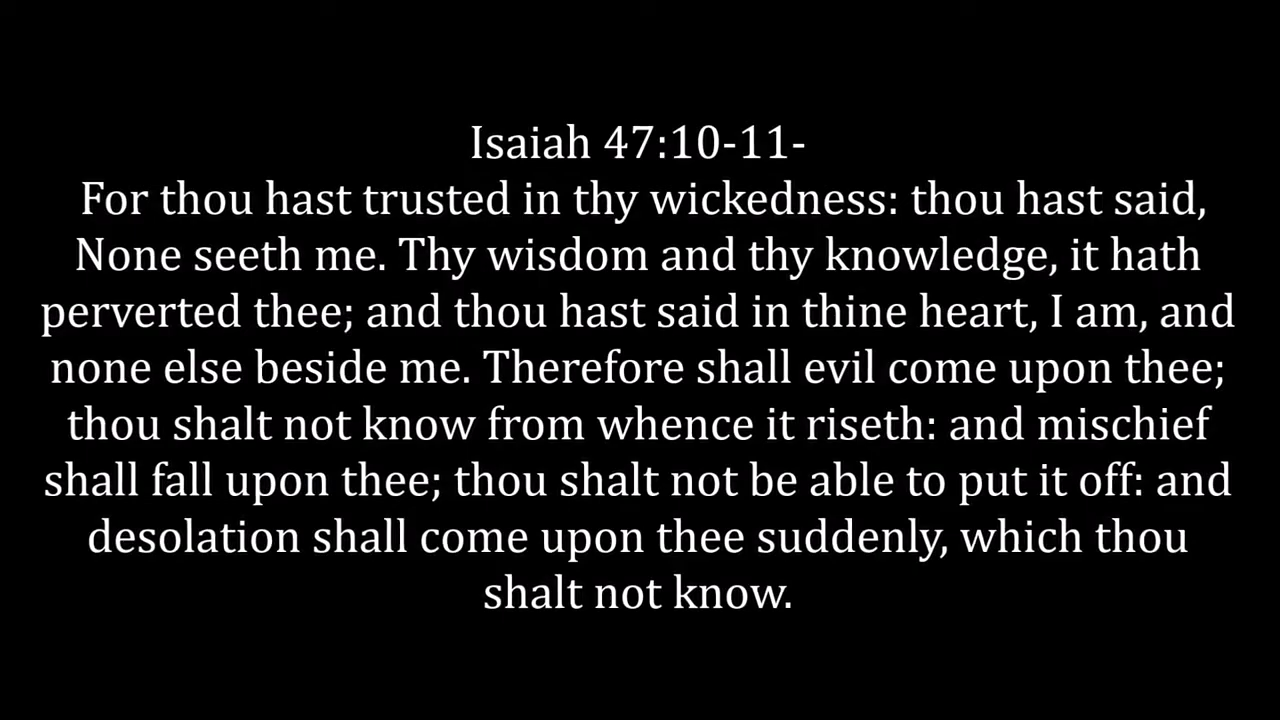 Isaiah 47:10-11-
For thou hast trusted in thy wickedness: thou hast said,
None seeth me. Thy wisdom and thy knowledge, it hath
perverted thee; and thou hast said in thine heart, I am, and
none else beside me. Therefore shall evil come upon thee;
thou shalt not know from whence it riseth: and mischief
shall fall upon thee; thou shalt not be able to put it off: and
desolation shall come upon thee suddenly, which thou
shalt not know.